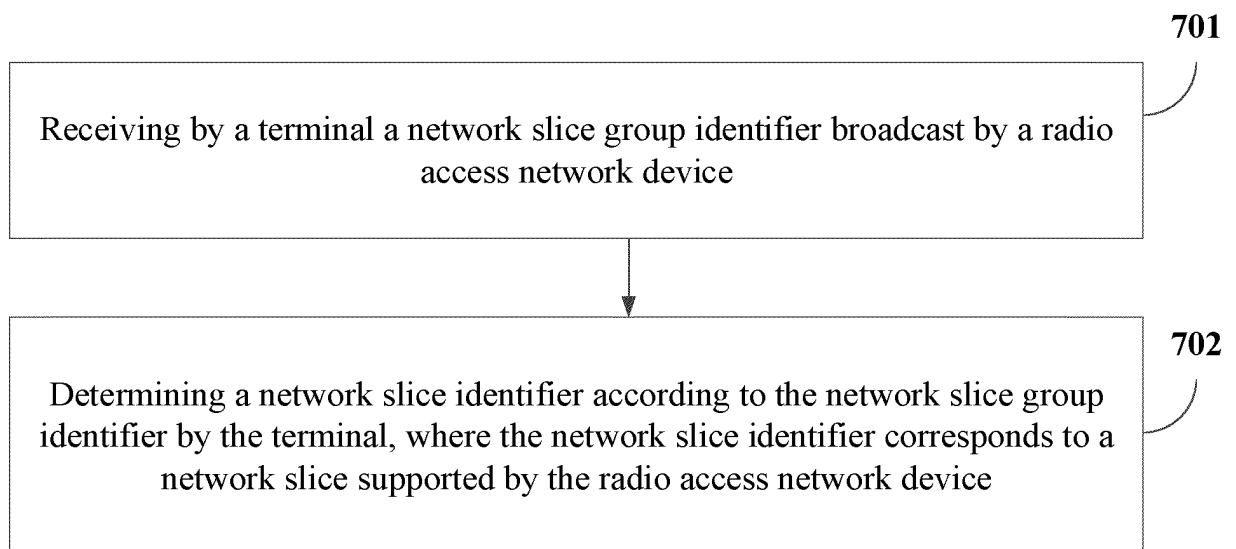 701
Receiving by a terminal a network slice group identifier broadcast by a radio
access network device
702
Determining a network slice identifier according to the network slice group
identifier by the terminal, where the network slice identifier corresponds to a
network slice supported by the radio access network device